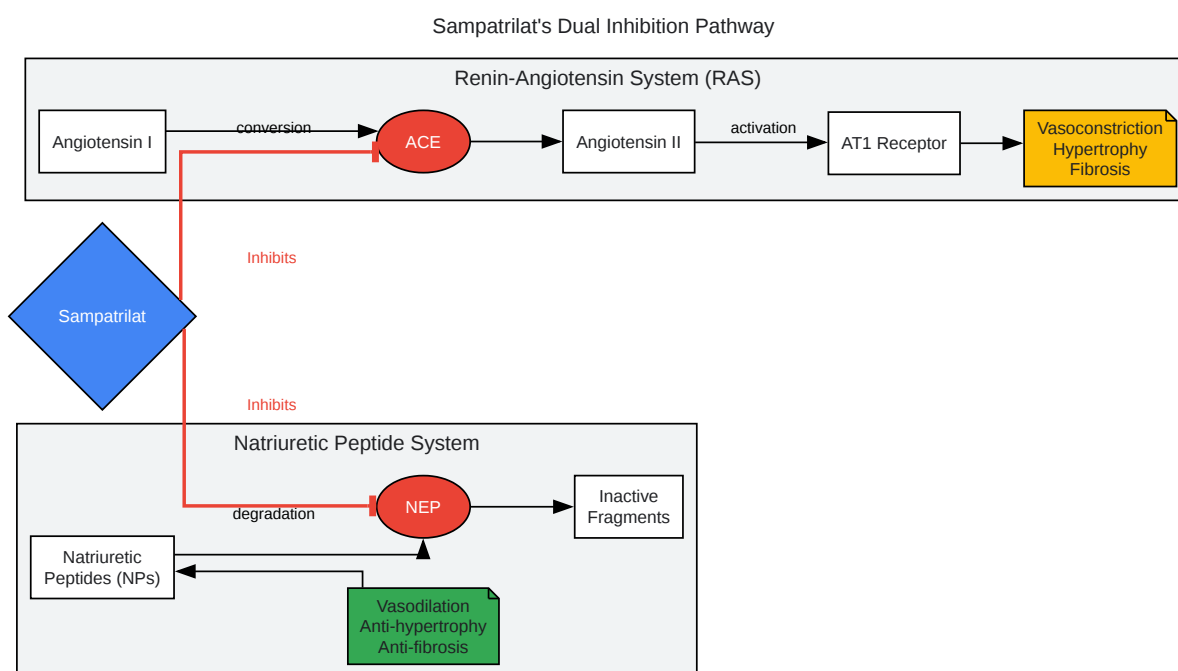 Sampatrilat's Dual Inhibition Pathway
Renin-Angiotensin System (RAS)
Angiotensin I
conversion
ACE
Angiotensin II
activation
AT1 Receptor
Vasoconstriction
Hypertrophy
Fibrosis
Inhibits
Sampatrilat
Inhibits
Natriuretic Peptide System
NEP
degradation
Inactive
Fragments
Natriuretic
Peptides (NPs)
Vasodilation
Anti-hypertrophy
Anti-fibrosis